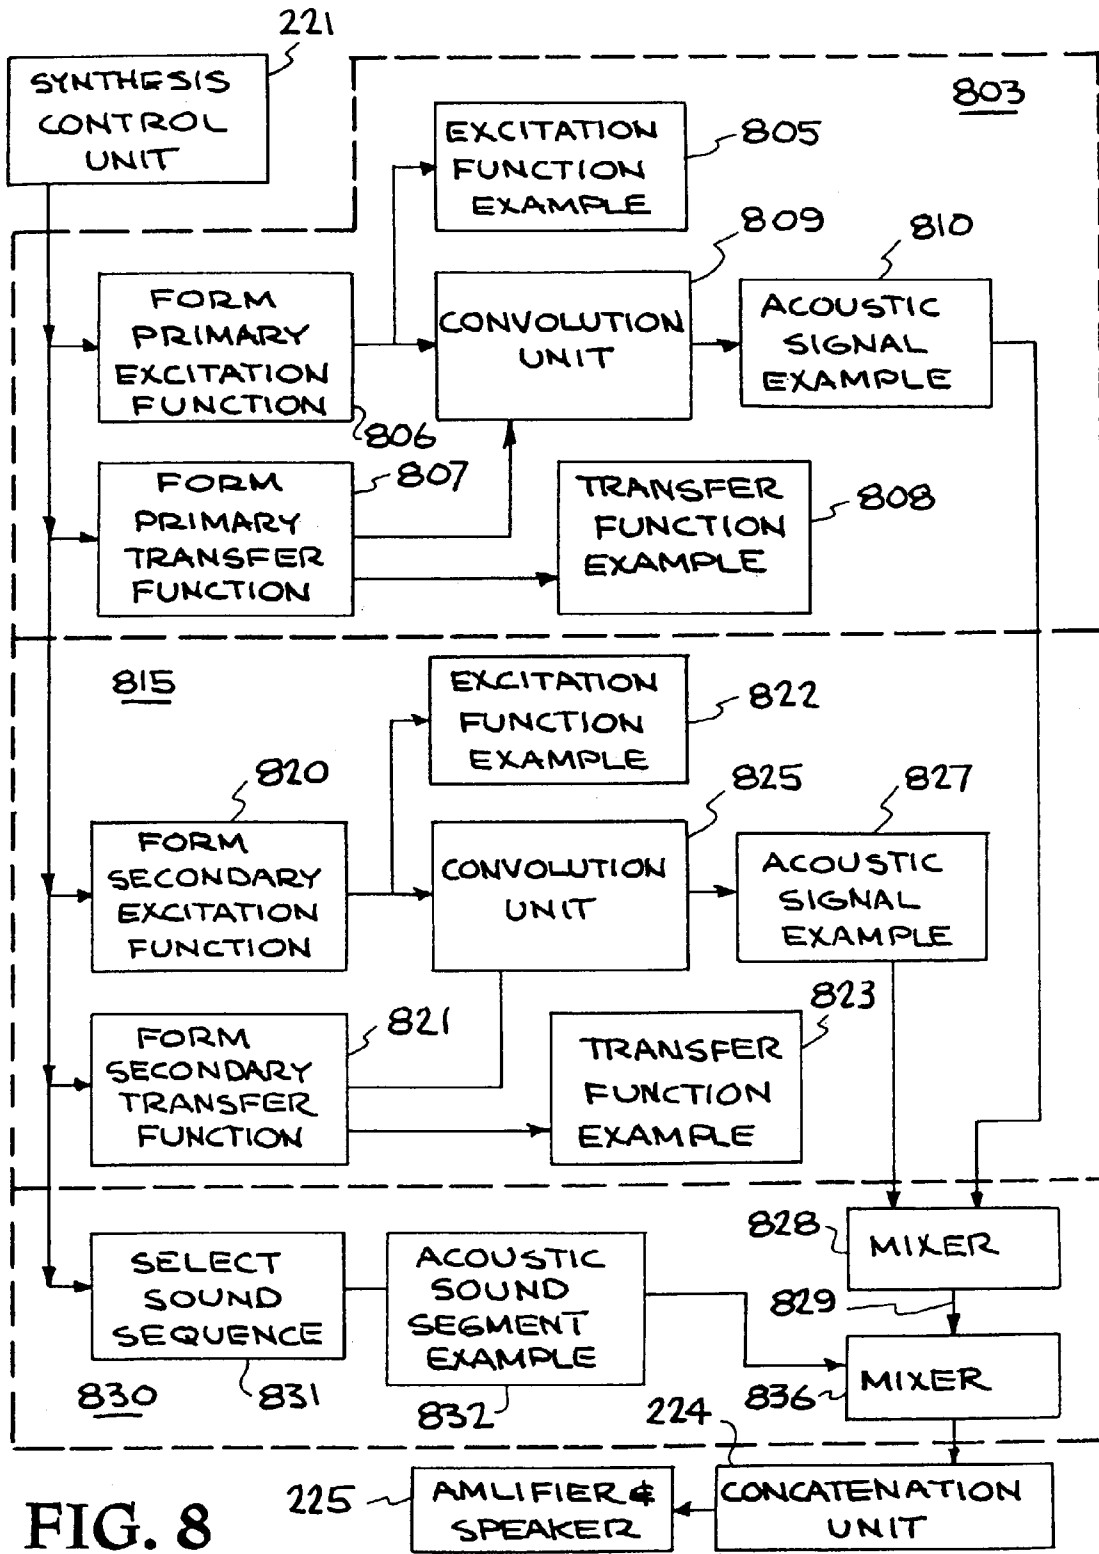 221
SYNTHESIS
CONTROL
UNIT
803
EXCITATION
FUNCTION
EXAMPLE
805
809
810
FORM
PRIMARY
EXCITATION
FUNCTION
806
CONVOLUTION
UNIT
ACOUSTIC
SIGNAL
EXAMPLE
807
FORM
PRIMARY
TRANSFER
FUNCTION
TRANSFER
FUNCTION
EXAMPLE
808
815
EXCITATION
FUNCTION
EXAMPLE
822
820
825
827
FORM
SECONDARY
EXCITATION
FUNCTION
CONVOLUTION
UNIT
ACOUSTIC
SIGNAL
EXAMPLE
821
823
FORM
SECONDARY
TRANSFER
FUNCTION
TRANSFER
FUNCTION
EXAMPLE
828
MIXER
SELECT
SOUND
SEQUENCE
831
ACOUSTIC
SOUND
SEGMENT
EXAMPLE
832
829
MIXER
836
830
224
225
AMLIFIER &
SPEAKER
CONCATENATION
UNIT
FIG. 8